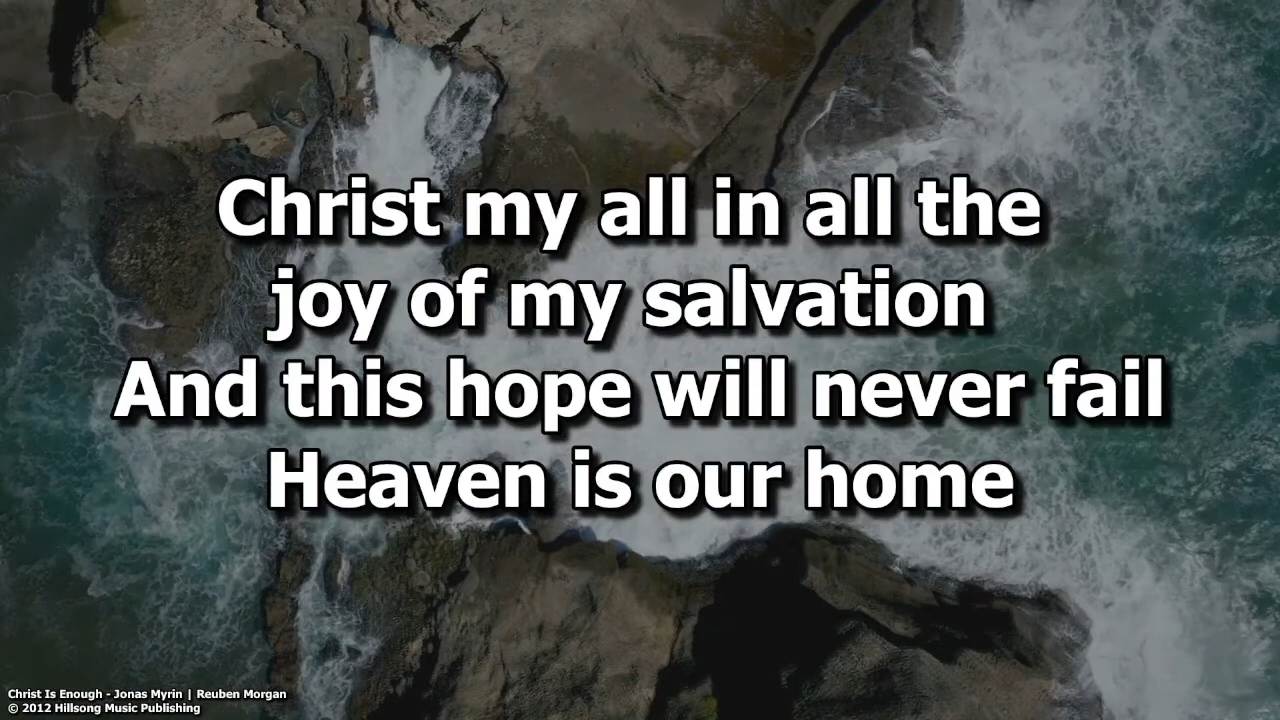 Christ my all in all the
joy of my salvation
And this hope will never fail
Heaven is our home
Christ Is Enough - Jonas Myrin | Reuben Morgan
© 2012 Hillsong Music Publishing